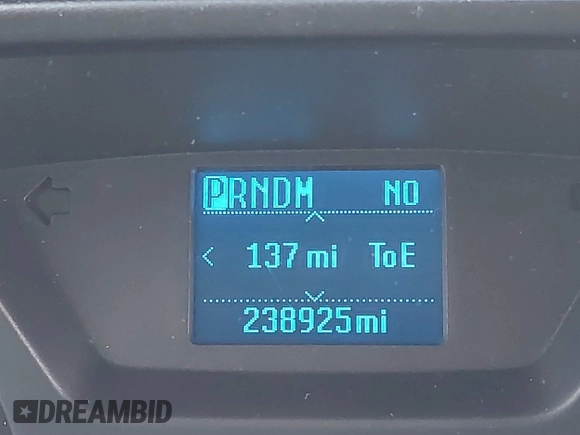 PRNDM NO
< 137 mi ToE
238925mi
DREAMBID